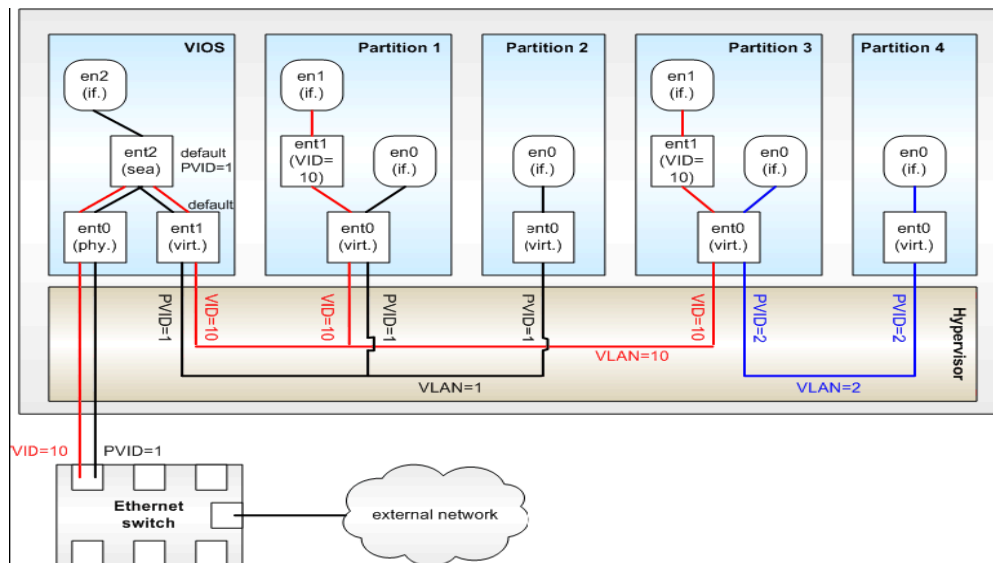 VIOS
Partition 1
Partition 2
Partition 3
Partition 4
en2
(if.)
en1
(if.)
en1
(if.)
ent2
(sea)
default
PVID=1
ent1
(VID=
10)
en0
(if.)
en0
(if.)
ent1
(VID=
10)
en0
(if.)
en0
(if.)
default
ent0
(phy.)
ent1
(virt.)
ent0
(virt.)
ent0
(virt.)
ent0
(virt.)
ent0
(virt.)
PVID=1
VID=10
VID=10
PVID=1
PVID=1
VID=10
PVID=2
PVID=2
Hypervisor
VLAN=10
VLAN=1
VLAN=2
VID=10
PVID=1
Ethernet
switch
external network